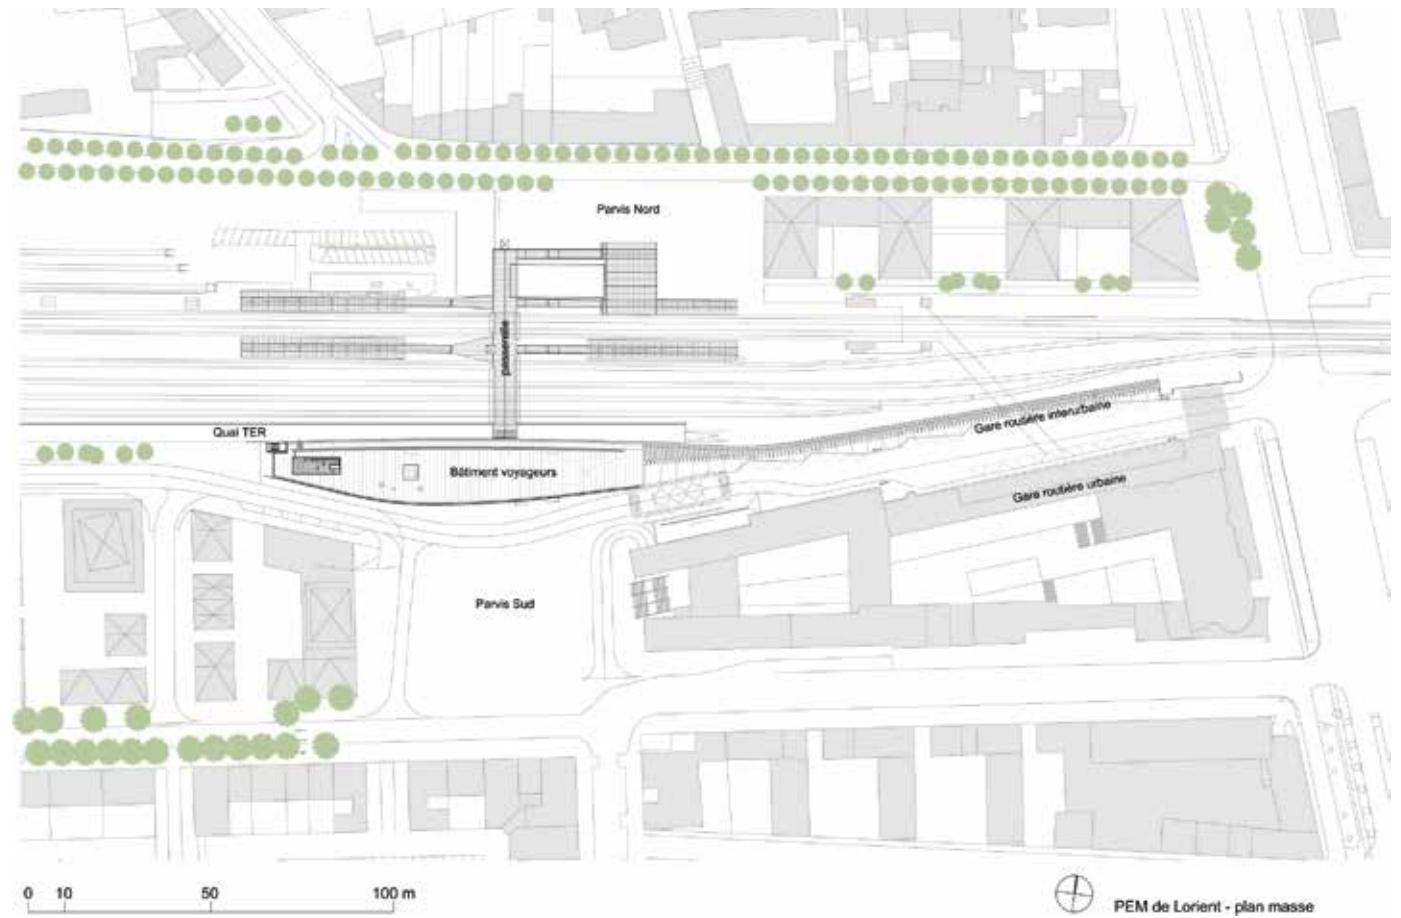 Parvis Nord
passerelle
Gare routière interurbaine
Quai TER
Bâtiment voyageurs
Gare routière urbaine
Parvis Sud
0 10 50 100 m
PEM de Lorient - plan masse